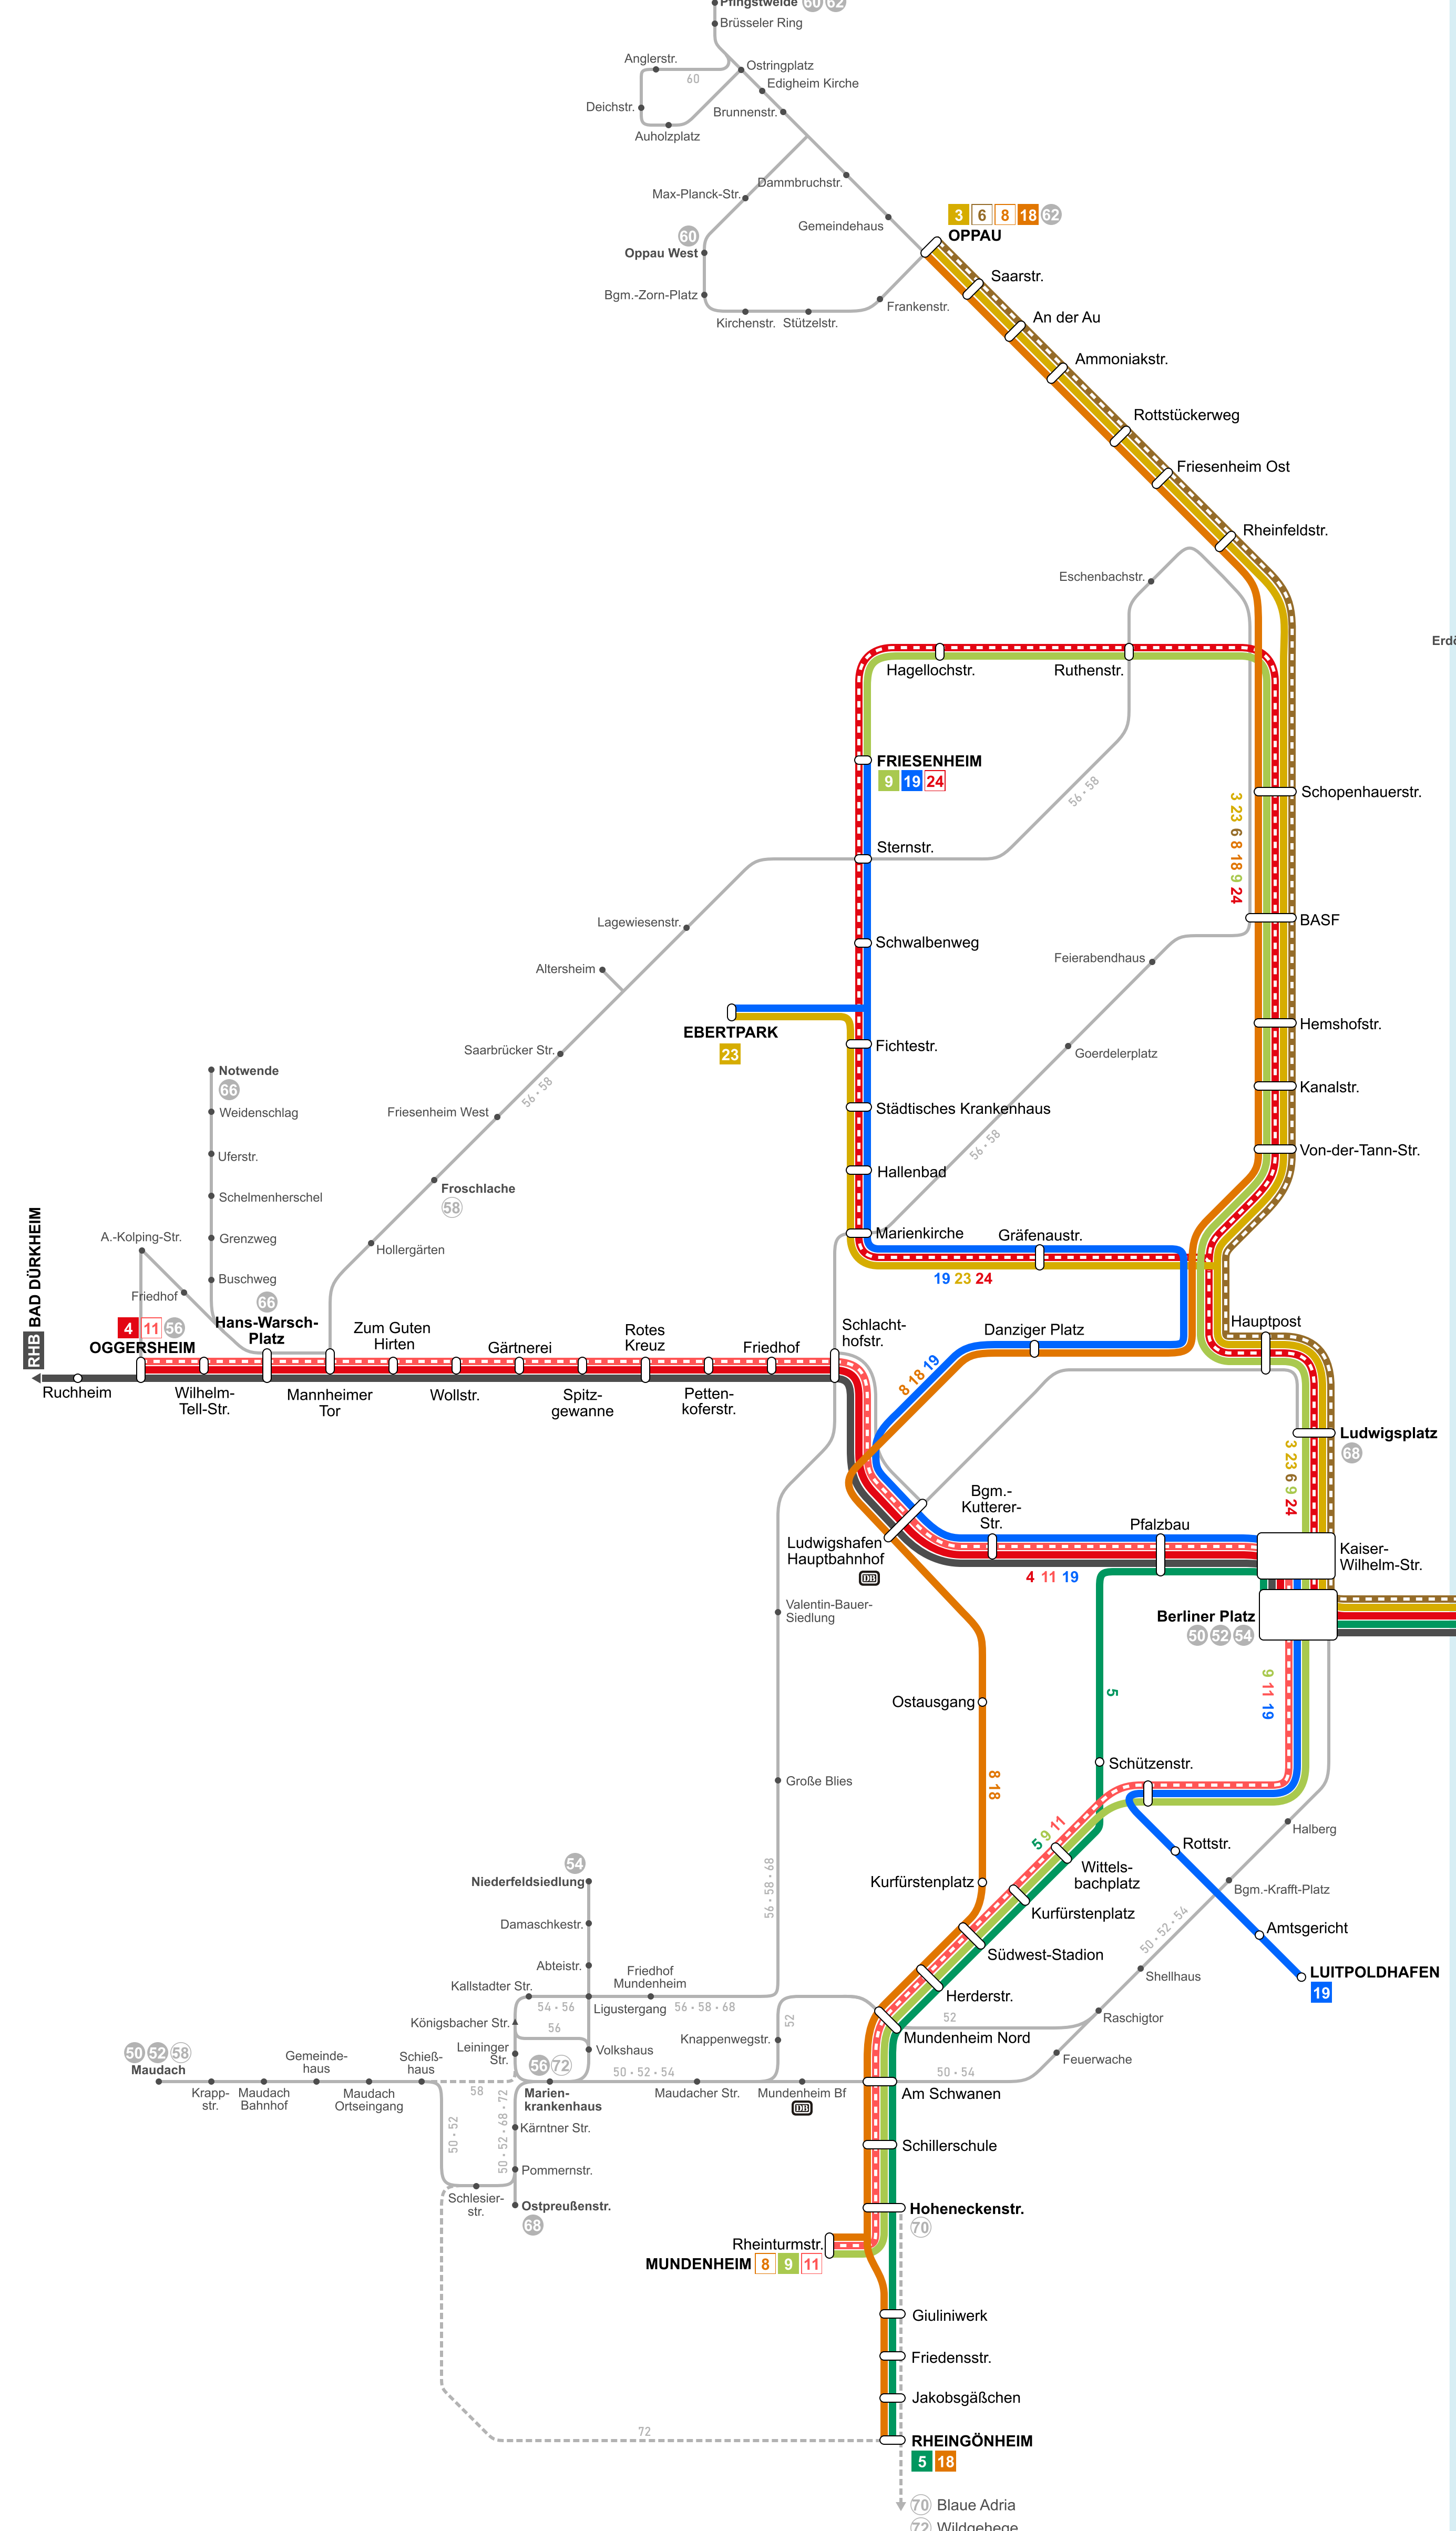 Pfingstweide 60 62
Brüsseler Ring
Anglerstr.
60
Ostringplatz
Edigheim Kirche
Deichstr.
Brunnenstr.
Auholzplatz
Dammbruchstr.
Max-Planck-Str.
Gemeindehaus
3 6 8 18 62
OPPAU
60
Oppau West
Saarstr.
Bgm.-Zorn-Platz
Frankenstr.
Kirchenstr.
Stützelstr.
An der Au
Ammoniakstr.
Rottstückerweg
Friesenheim Ost
Rheinfeldstr.
Eschenbachstr.
Hagellochstr.
Ruthenstr.
FRIESENHEIM
9 19 24
56 · 58
Schopenhauerstr.
3 23 6 8 18 9 24
Sternstr.
Lagewiesenstr.
BASF
Schwalbenweg
Feierabendhaus
Altersheim
EBERTPARK
23
Fichtestr.
Hemshofstr.
Goerdelerplatz
Saarbrücker Str.
56 · 58
Notwende
66
Kanalstr.
Weidenschlag
Friesenheim West
Städtisches Krankenhaus
56 · 58
Uferstr.
Von-der-Tann-Str.
Hallenbad
Froschlache
58
Schelmenherschel
RHB BAD DÜRKHEIM
A.-Kolping-Str.
Grenzweg
Hollergärten
Marienkirche
Gräfenaustr.
19 23 24
Buschweg
Friedhof
66
Hans-Warsch-
Platz
4 11 56
OGGERSHEIM
Zum Guten
Hirten
Gärtnerei
Rotes
Kreuz
Friedhof
Schlacht-
hofstr.
Danziger Platz
Hauptpost
8 18 19
Ruchheim
Wilhelm-
Tell-Str.
Mannheimer
Tor
Wollstr.
Spitz-
gewanne
Petten-
koferstr.
Ludwigsplatz
68
3 23 6 9 24
Bgm.-
Kutterer-
Str.
Pfalzbau
Ludwigshafen
Hauptbahnhof
DB
Kaiser-
Wilhelm-Str.
4 11 19
Valentin-Bauer-
Siedlung
Berliner Platz
50 52 54
9 11 19
5
Ostausgang
Große Blies
8 18
Schützenstr.
5 9 11
Halberg
Rottstr.
Wittels-
bachplatz
54
Niederfeldsiedlung
56 · 58 · 68
Kurfürstenplatz
Bgm.-Krafft-Platz
Kurfürstenplatz
Damaschkestr.
Amtsgericht
50 · 52 · 54
Südwest-Stadion
Abteistr.
Friedhof
Mundenheim
Shellhaus
LUITPOLDHAFEN
19
Kallstadter Str.
Herderstr.
54 · 56
Ligustergang
56 · 58 · 68
52
52
Raschigtor
Königsbacher Str.
56
Knappenwegstr.
Mundenheim Nord
Leininger
Str.
Volkshaus
Feuerwache
50 52 58
Maudach
Gemeinde-
haus
Schieß-
haus
56 72
50 · 52 · 54
50 · 54
Krapp-
str.
Maudach
Bahnhof
Maudach
Ortseingang
58
Marien-
krankenhaus
Maudacher Str.
Mundenheim Bf
DB
Am Schwanen
50 · 52
50 · 52 · 68 · 72
Kärntner Str.
Schillerschule
Pommernstr.
Schlesier-
str.
Ostpreußenstr.
68
Hoheneckenstr.
70
Rheinturmstr.
MUNDENHEIM 8 9 11
Giuliniwerk
Friedensstr.
Jakobsgäßchen
72
RHEINGÖNHEIM
5 18
70 Blaue Adria
72 Wildgehege